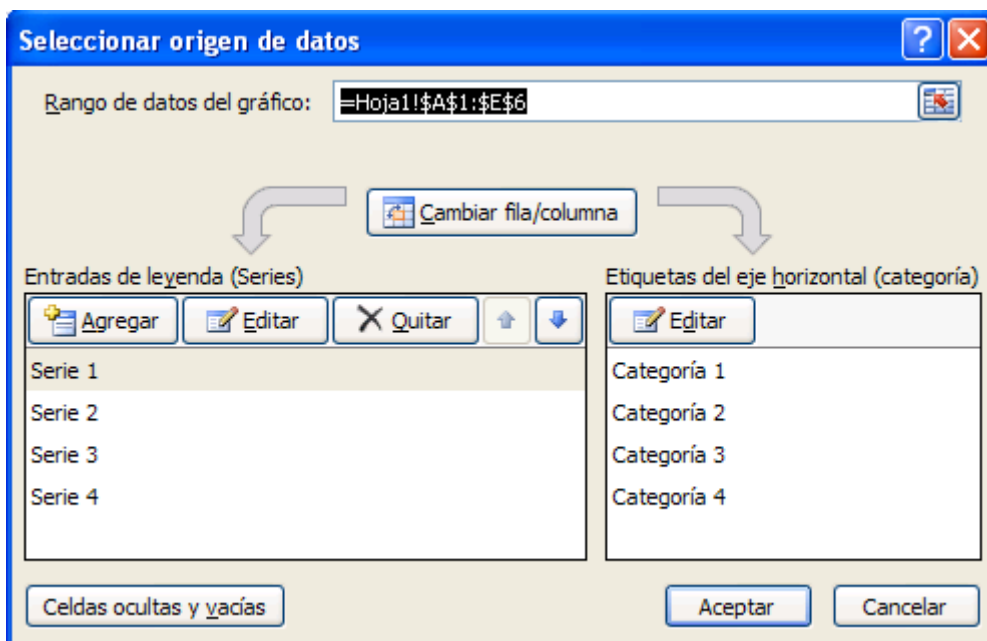 Seleccionar origen de datos
Rango de datos del gráfico: =Hoja1!$A$1:$E$6
Cambiar fila/columna
Entradas de leyenda (Series)
Agregar Editar Quitar
Serie 1
Serie 2
Serie 3
Serie 4
Etiquetas del eje horizontal (categoría)
Editar
Categoría 1
Categoría 2
Categoría 3
Categoría 4
Celdas ocultas y vacías
Aceptar Cancelar